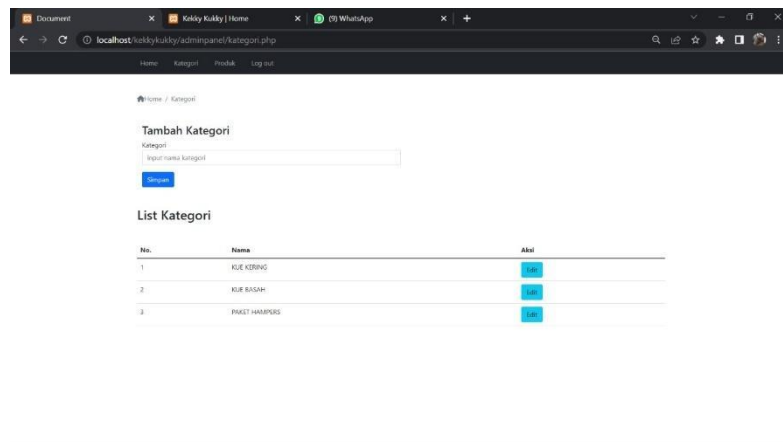 Document
Kekky Kukky | Home
(9) WhatsApp
localhost/kekkykukky/adminpanel/kategori.php
Home Kategori Produk Log out
Home / Kategori
Tambah Kategori
Kategori
Input nama kategori
Simpan
List Kategori
No. Nama Aksi
1 KUE KERING Edit
2 KUE BASAH Edit
3 PAKET HAMPERS Edit